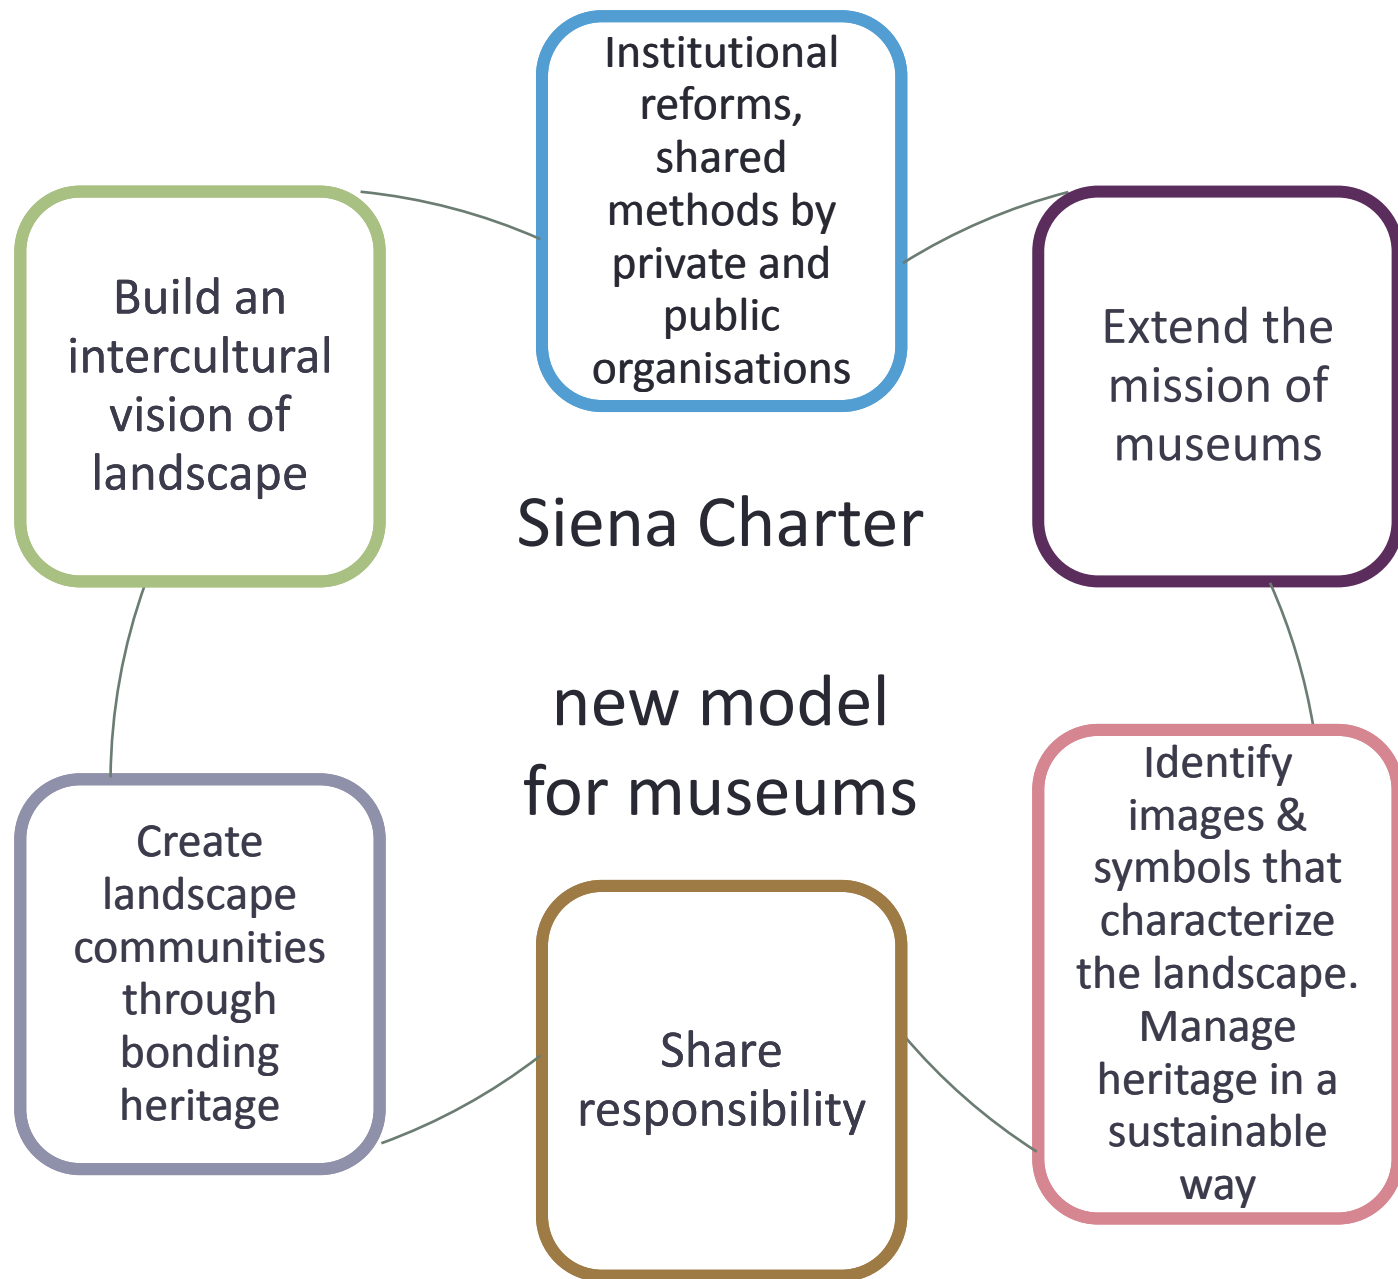 Institutional
reforms,
shared
methods by
private and
public
organisations
Extend the
mission of
museums
Identify
images &
symbols that
characterize
the landscape.
Manage
heritage in a
sustainable
way
Share
responsibility
Create
landscape
communities
through
bonding
heritage
Build an
intercultural
vision of
landscape
Siena Charter
new model
for museums